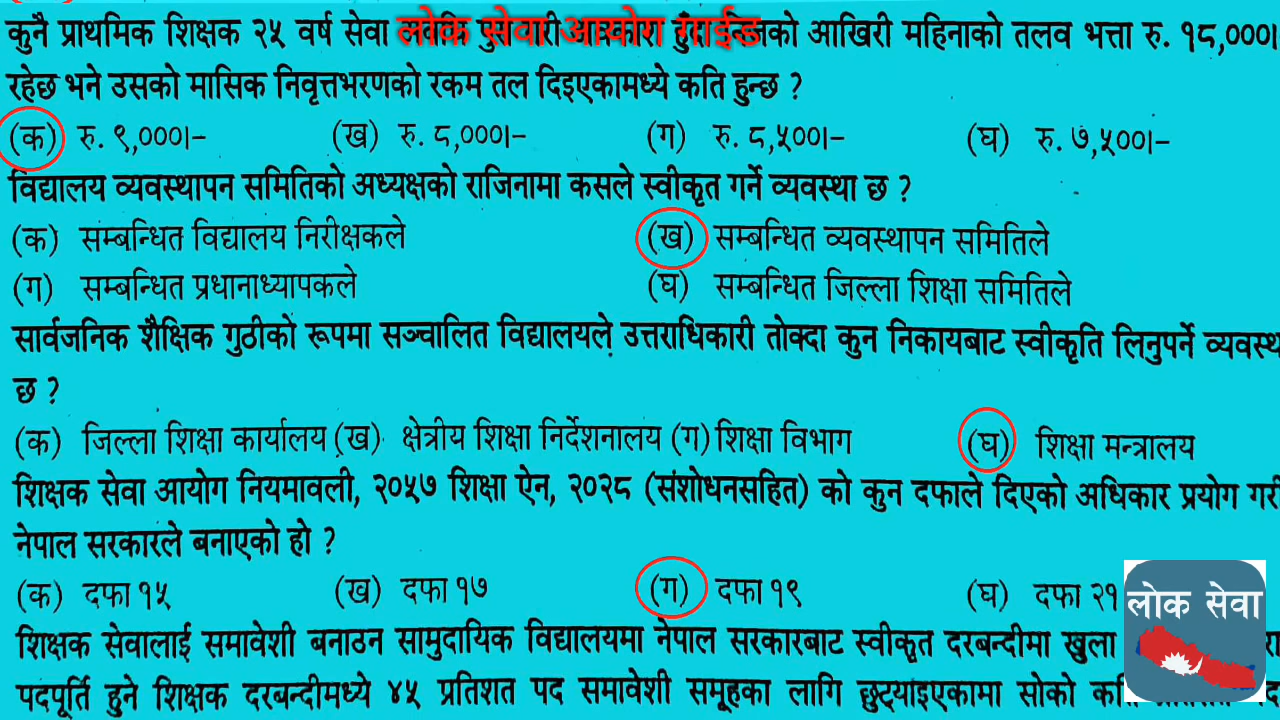 लोक सेवा आयोग गाईड
कुनै प्राथमिक शिक्षक २५ वर्ष सेवा आखिरी महिनाको तलव भत्ता रु. १८,०००।
रहेछ भने उसको मासिक निवृत्तभरणको रकम तल दिइएकामध्ये कति हुन्छ ?
(क) रु. ९,०००।– (ख) रु. ८,०००।– (ग) रु. ८,५००।– (घ) रु. ७,५००।–
विद्यालय व्यवस्थापन समितिको अध्यक्षको राजिनामा कसले स्वीकृत गर्ने व्यवस्था छ ?
(क) सम्बन्धित विद्यालय निरीक्षकले (ख) सम्बन्धित व्यवस्थापन समितिले
(ग) सम्बन्धित प्रधानाध्यापकले (घ) सम्बन्धित जिल्ला शिक्षा समितिले
सार्वजनिक शैक्षिक गुठीको रूपमा सञ्चालित विद्यालयले उत्तराधिकारी तोक्दा कुन निकायबाट स्वीकृति लिनुपर्ने
छ ?
(क) जिल्ला शिक्षा कार्यालय (ख) क्षेत्रीय शिक्षा निर्देशनालय (ग) शिक्षा विभाग (घ) शिक्षा मन्त्रालय
शिक्षक सेवा आयोग नियमावली, २०५७ शिक्षा ऐन, २०२८ (संशोधनसहित) को कुन दफाले दिएको अधिकार प्रयोग
नेपाल सरकारले बनाएको हो ?
(क) दफा १५ (ख) दफा १७ (ग) दफा १९ (घ) दफा २१
लोक सेवा
शिक्षक सेवालाई समावेशी बनाउन सामुदायिक विद्यालयमा नेपाल सरकारबाट स्वीकृत दरबन्दीमा खुला
पदपूर्ति हुने शिक्षक दरबन्दीमध्ये ४५ प्रतिशत पद समावेशी समूहका लागि छुट्याइएकामा सोको